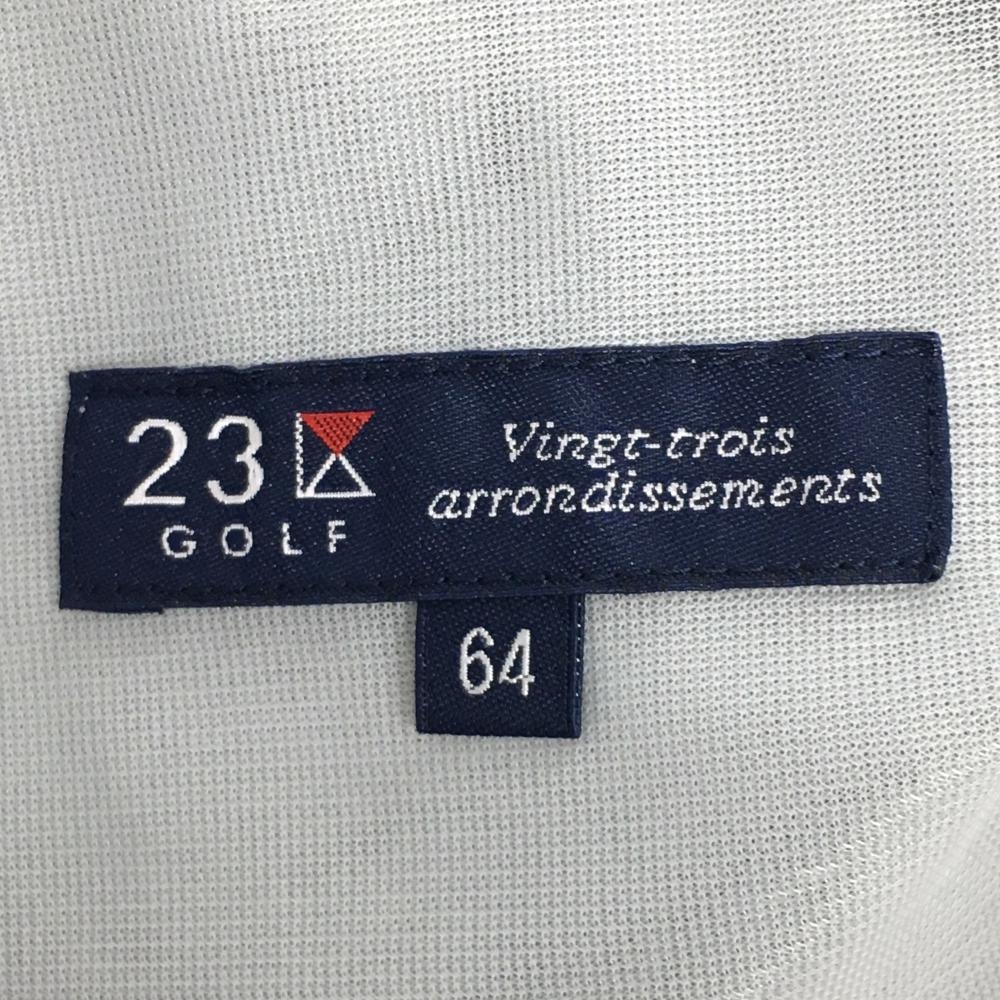 23
GOLF
Vingt-trois
arrondissements
64